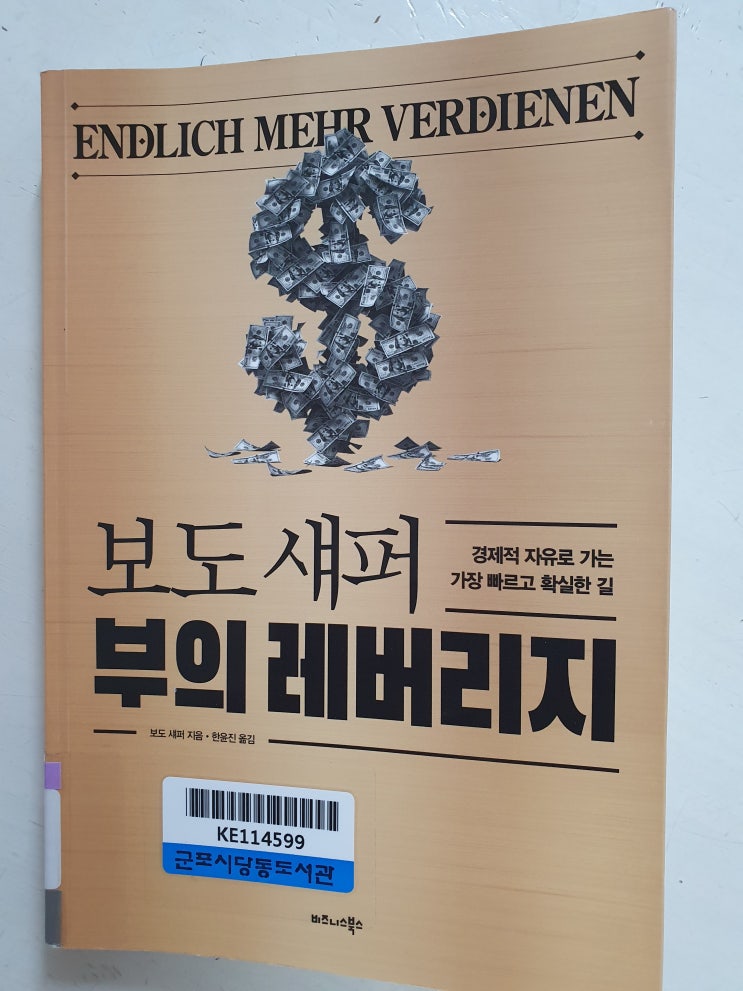 ENDLICH MEHR VERDIENEN
보도 섀퍼
경제적 자유로 가는
가장 빠르고 확실한 길
부의 레버리지
보도 섀퍼 지음 • 한윤진 옮김
KE114599
군포시당동도서관
비즈니스북스